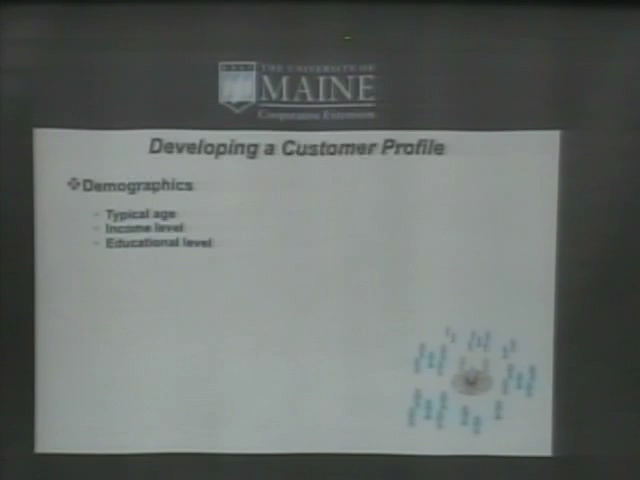 THE UNIVERSITY OF
MAINE
Cooperative Extension
Developing a Customer Profile
❖Demographics
- Typical age
- Income level
- Educational level